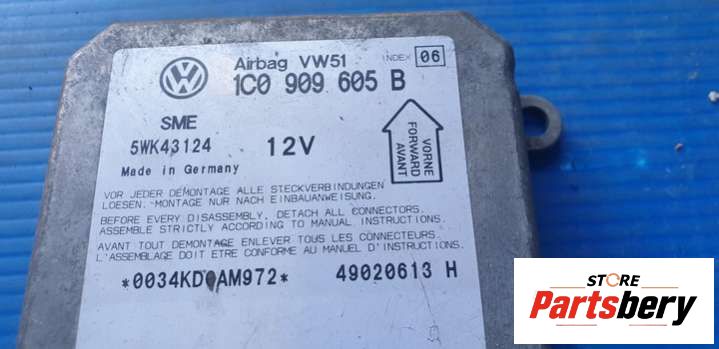 Airbag VW51 INDEX 06
1C0 909 605 B
SME
5WK43124 12V
Made in Germany
VORNE
FORWARD
AVANT
VOR JEDER DEMONTAGE ALLE STECKVERBINDUNGEN
LOESEN. MONTAGE NUR NACH EINBAUANWEISUNG.
BEFORE EVERY DISASSEMBLY, DETACH ALL CONNECTORS.
ASSEMBLE STRICTLY ACCORDING TO MANUAL INSTRUCTIONS.
AVANT TOUT DEMONTAGE ENLEVER TOUS LES CONNECTEURS.
L'ASSEMBLAGE DOIT ETRE CONFORME AU MANUEL D'INSTRUCTIONS.
*0034KD AM972* 49020613 H
STORE
Partsbery